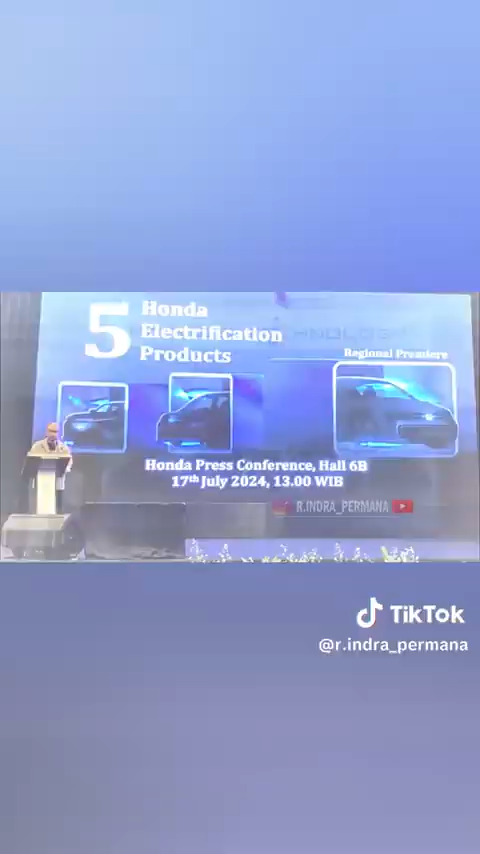 5
Honda
Electrification
Products
Regional Premiere
Honda Press Conference, Hall 6B
17th July 2024, 13.00 WIB
R.INDRA_PERMANA
TikTok
@r.indra_permana